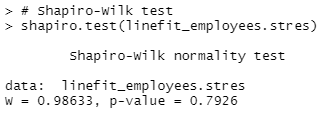 > # Shapiro-Wilk test
> shapiro.test(linefit_employees.stres)
Shapiro-Wilk normality test
data:  linefit_employees.stres
W = 0.98633, p-value = 0.7926